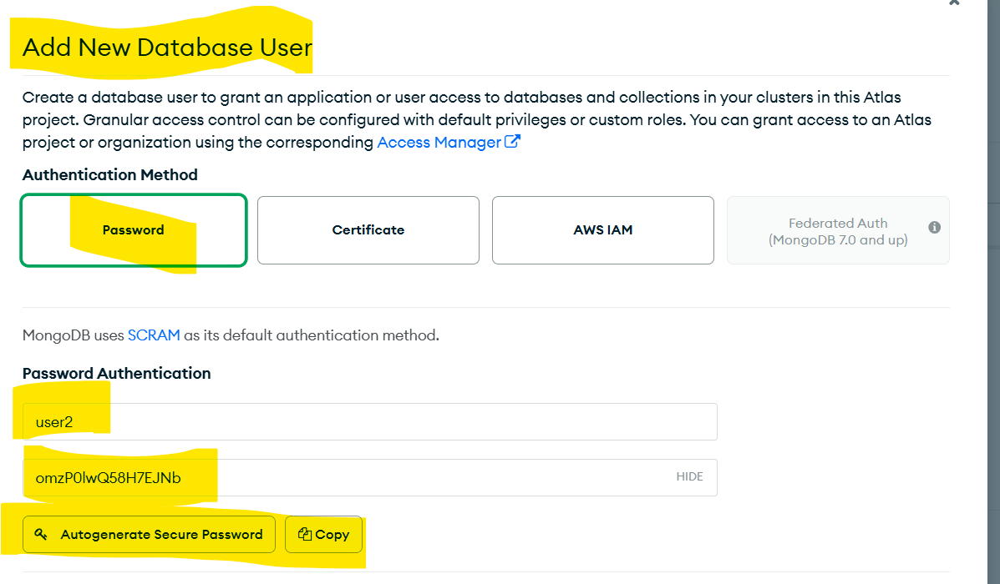 Add New Database User
Create a database user to grant an application or user access to databases and collections in your clusters in this Atlas
project. Granular access control can be configured with default privileges or custom roles. You can grant access to an Atlas
project or organization using the corresponding Access Manager
Authentication Method
Password
Certificate
AWS IAM
Federated Auth
(MongoDB 7.0 and up)
MongoDB uses SCRAM as its default authentication method.
Password Authentication
user2
omzP0lwQ58H7EJNb
HIDE
Autogenerate Secure Password
Copy